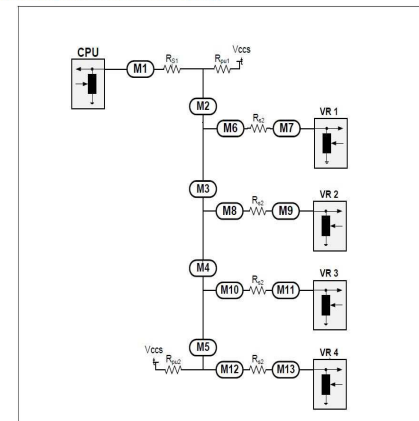 CPU
M1
Rs1
Rpu1
Vccs
M2
M6
Rs2
M7
VR 1
M3
M8
Rs2
M9
VR 2
M4
M10
Rs2
M11
VR 3
M5
Vccs
Rpu2
M12
Rs2
M13
VR 4